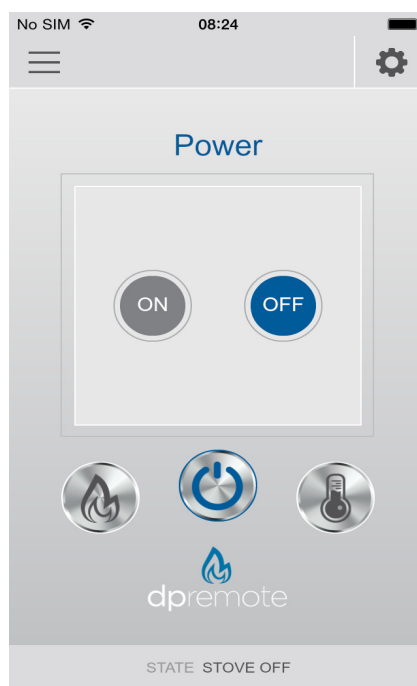 No SIM 08:24
Power
ON OFF
dpremote
STATE STOVE OFF